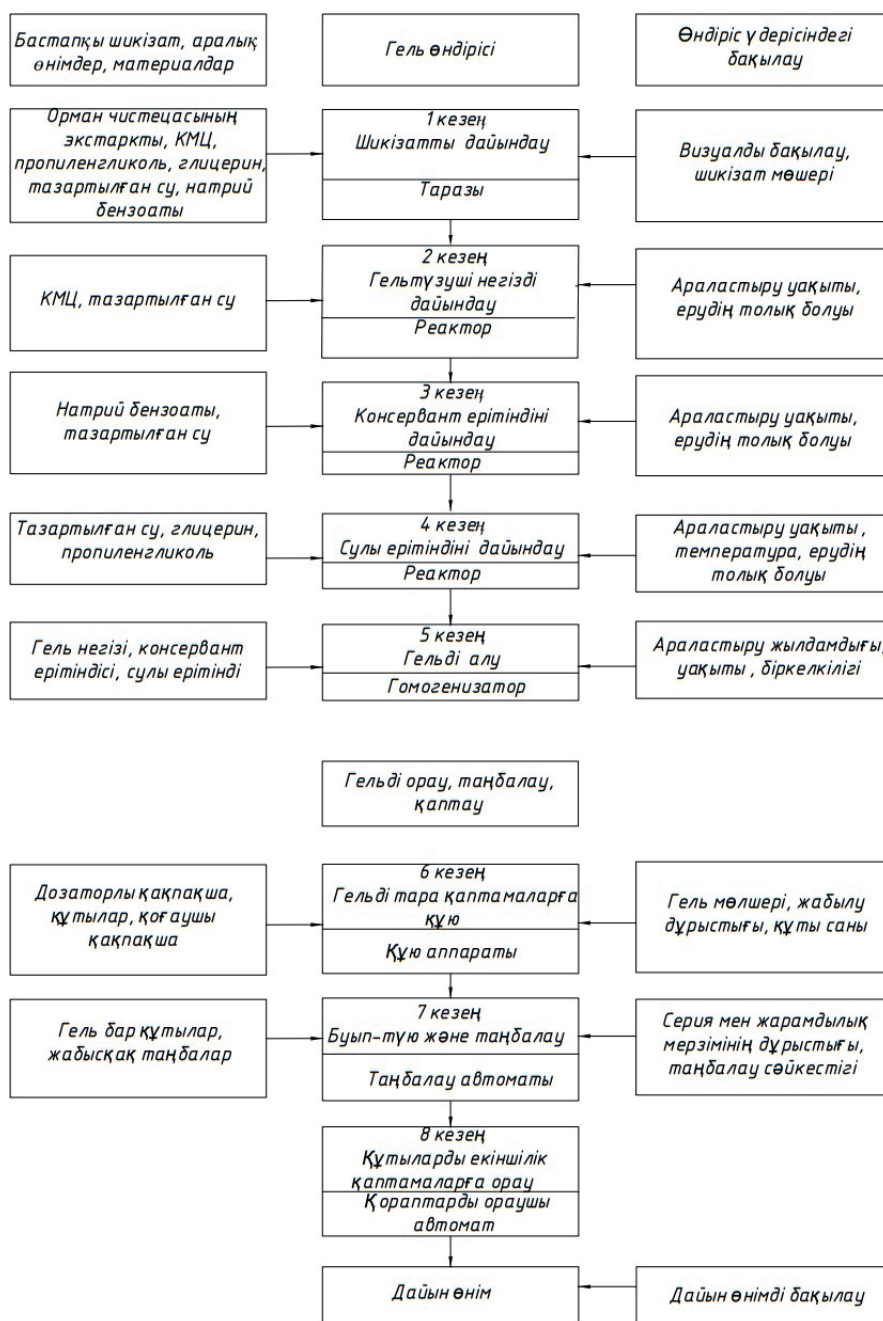 Бастапқы шикізат, аралық
өнімдер, материалдар
Гель өндірісі
Өндіріс үдерісіндегі
бақылау
Орман чистецасының
экстаркты, КМЦ,
пропиленгликоль, глицерин,
тазартылған су, натрий
бензоаты
1 кезең
Шикізатты дайындау
Таразы
Визуалды бақылау,
шикізат мөшері
КМЦ, тазартылған су
2 кезең
Гельтүзуші негізді
дайындау
Реактор
Араластыру уақыты,
ерудің толық болуы
Натрий бензоаты,
тазартылған су
3 кезең
Консервант ерітіндіні
дайындау
Реактор
Араластыру уақыты,
ерудің толық болуы
Тазартылған су, глицерин,
пропиленгликоль
4 кезең
Сулы ерітіндіні дайындау
Реактор
Араластыру уақыты ,
температура, ерудің
толық болуы
Гель негізі, консервант
ерітіндісі, сулы ерітінді
5 кезең
Гельді алу
Гомогенизатор
Араластыру жылдамдығы,
уақыты , біркелкілігі
Гельді орау, таңбалау,
қаптау
Дозаторлы қақпақша,
құтылар, қоғаушы
қақпақша
6 кезең
Гельді тара қаптамаларға
құю
Құю аппараты
Гель мөлшері, жабылу
дұрыстығы, құты саны
Гель бар құтылар,
жабысқақ таңбалар
7 кезең
Буып-түю және таңбалау
Таңбалау автоматы
Серия мен жарамдылық
мерзімінің дұрыстығы,
таңбалау сәйкестігі
8 кезең
Құтыларды екіншілік
қаптамаларға орау
Қораптарды ораушы
автомат
Дайын өнім
Дайын өнімді бақылау